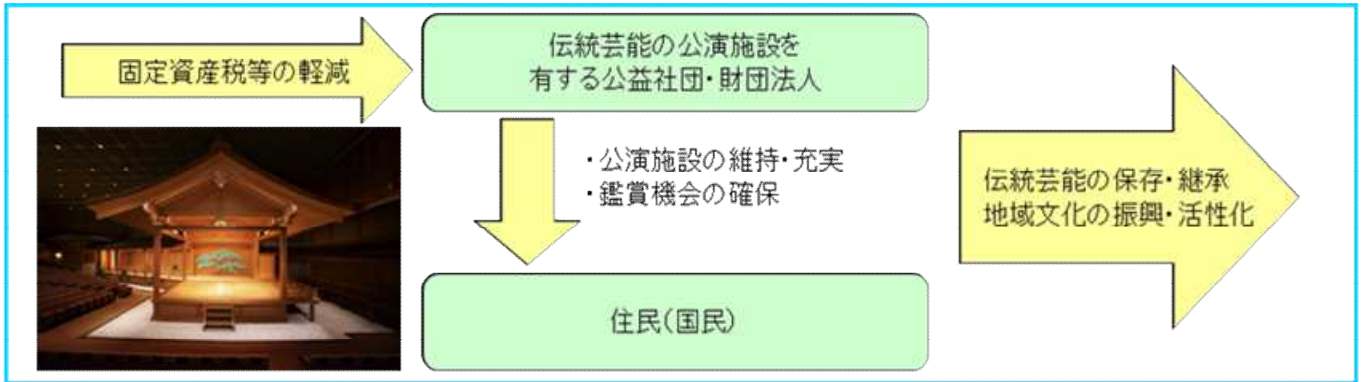 固定資産税等の軽減
伝統芸能の公演施設を
有する公益社団・財団法人
・公演施設の維持・充実
・鑑賞機会の確保
住民(国民)
伝統芸能の保存・継承
地域文化の振興・活性化